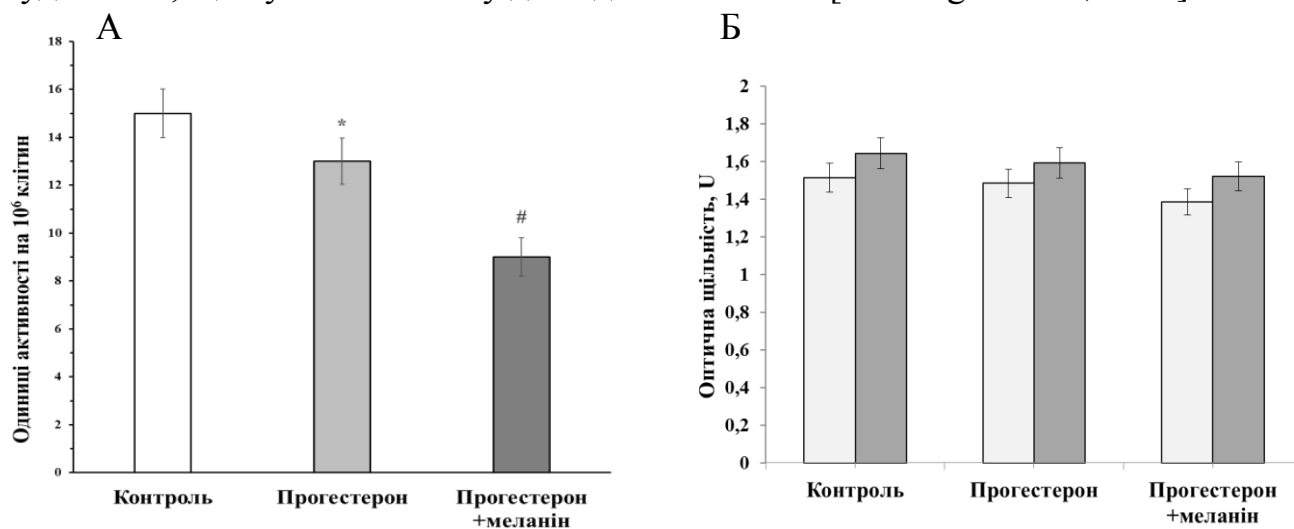 А
18
16
14
12
10
8
6
4
2
0
Одиниці активності на 10⁶ клітин
*
#
Контроль
Прогестерон
Прогестерон
+меланін
Б
2
1,8
1,6
1,4
1,2
1
0,8
0,6
0,4
0,2
0
Оптична щільність, U
Контроль
Прогестерон
Прогестерон
+меланін